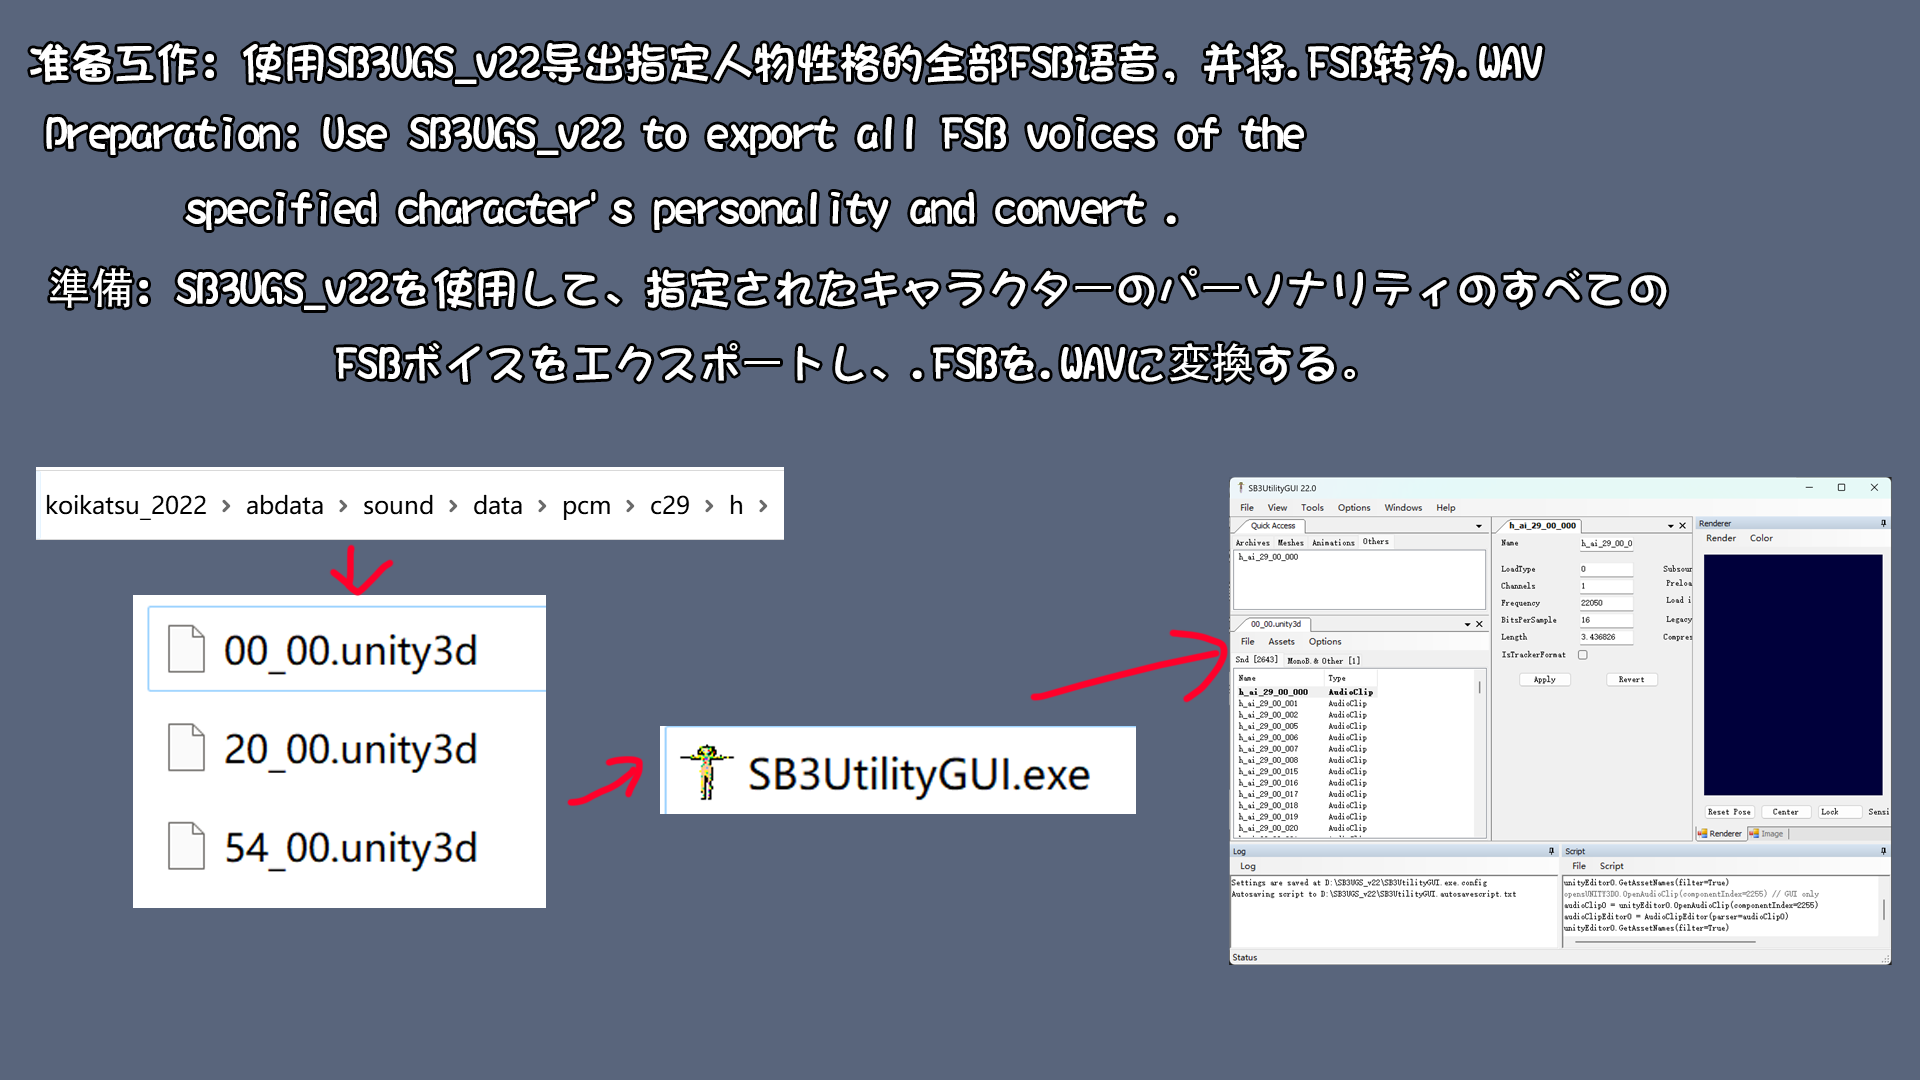 准备工作：使用SB3UGS_v22导出指定人物性格的全部FSB语音，并将.FSB转为.WAV
Preparation: Use SB3UGS_v22 to export all FSB voices of the
specified character's personality and convert .
準備：SB3UGS_v22を使用して、指定されたキャラクターのパーソナリティのすべての
FSBボイスをエクスポートし、.FSBを.WAVに変換する。
koikatsu_2022 > abdata > sound > data > pcm > c29 > h >
00_00.unity3d
20_00.unity3d
54_00.unity3d
SB3UtilityGUI.exe
SB3UtilityGUI 22.0
File View Tools Options Windows Help
Quick Access
Archives Meshes Animations Others
h_ai_29_00_000
00_00.unity3d
File Assets Options
Snd [2643] MonoB.& Other [1]
Name Type
h_ai_29_00_000 AudioClip
h_ai_29_00_001 AudioClip
h_ai_29_00_002 AudioClip
h_ai_29_00_005 AudioClip
h_ai_29_00_006 AudioClip
h_ai_29_00_007 AudioClip
h_ai_29_00_008 AudioClip
h_ai_29_00_015 AudioClip
h_ai_29_00_016 AudioClip
h_ai_29_00_017 AudioClip
h_ai_29_00_018 AudioClip
h_ai_29_00_019 AudioClip
h_ai_29_00_020 AudioClip
h_ai_29_00_000
Name h_ai_29_00_0
LoadType 0 Subsour
Channels 1 Preloa
Frequency 22050 Load i
BitsPerSample 16 Legacy
Length 3.436826 Compres
IsTrackerFormat
Apply Revert
Renderer
Render Color
Reset Pose Center Lock Sensi
Renderer Image
Log
Log
Settings are saved at D:\SB3UGS_v22\SB3UtilityGUI.exe.config
Autosaving script to D:\SB3UGS_v22\SB3UtilityGUI.autosavescript.txt
Script
File Script
unityEditor0.GetAssetNames(filter=True)
opensUNITY3D0.OpenAudioClip(componentIndex=2255) // GUI only
audioClip0 = unityEditor0.OpenAudioClip(componentIndex=2255)
audioClipEditor0 = AudioClipEditor(parser=audioClip0)
unityEditor0.GetAssetNames(filter=True)
Status